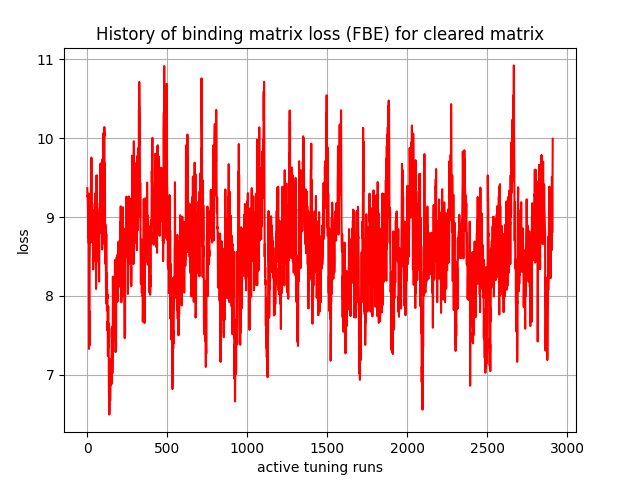 History of binding matrix loss (FBE) for cleared matrix
11
10
9
8
7
loss
0 500 1000 1500 2000 2500 3000
active tuning runs